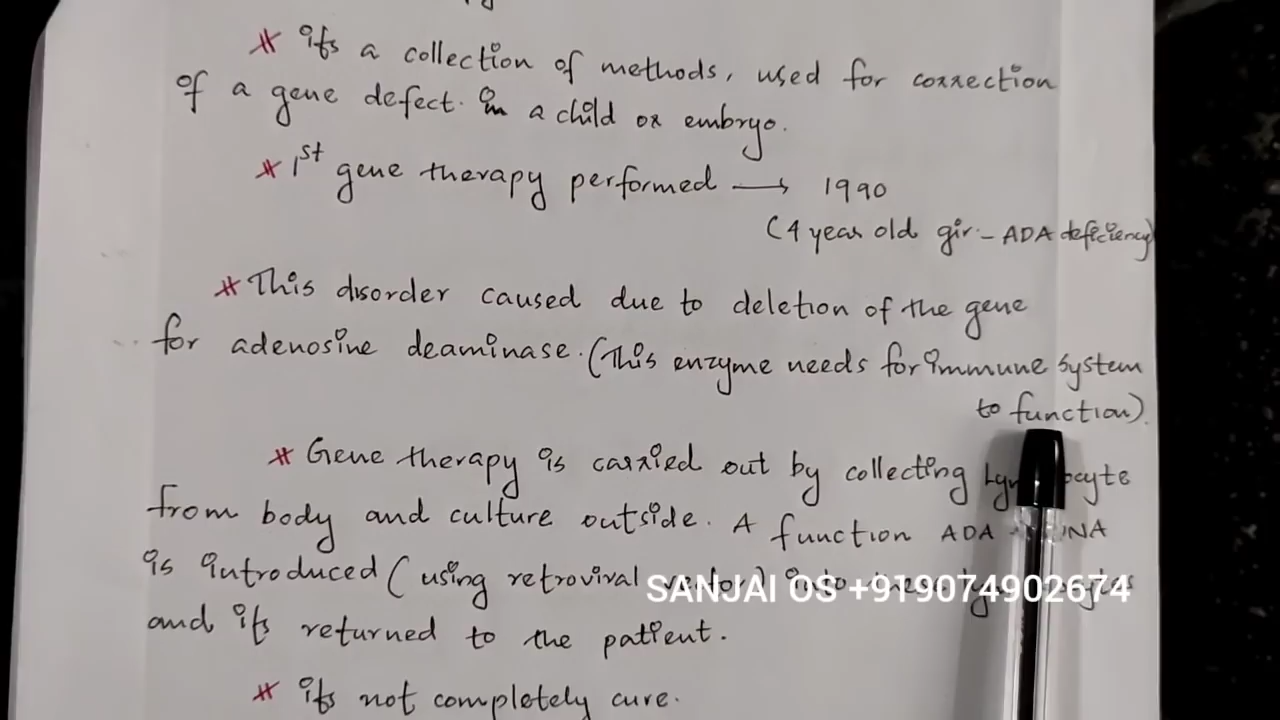 * its a collection of methods, used for correction
of a gene defect. in a child or embryo.
* 1st gene therapy performed → 1990
(4 year old gir - ADA deficiency)
* This disorder caused due to deletion of the gene
for adenosine deaminase. (This enzyme needs for immune system
to function).
* Gene therapy is carried out by collecting
from body and culture outside. A function ADA
is introduced (using retroviral
SANJAI OS +919074902674
and its returned to the patient.
* its not completely cure.